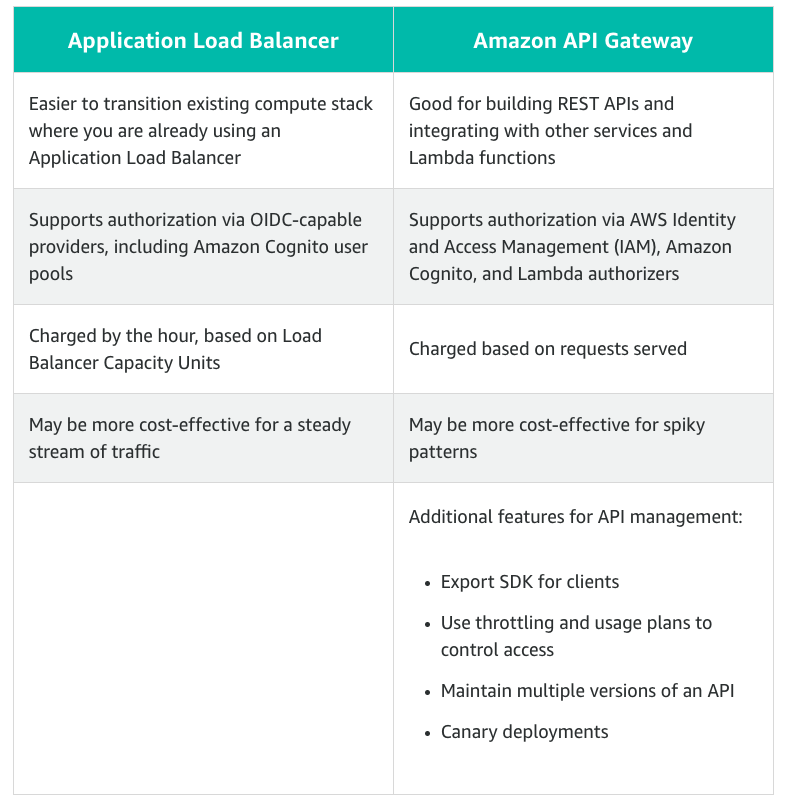 Application Load Balancer
Amazon API Gateway
Easier to transition existing compute stack
where you are already using an
Application Load Balancer
Good for building REST APIs and
integrating with other services and
Lambda functions
Supports authorization via OIDC-capable
providers, including Amazon Cognito user
pools
Supports authorization via AWS Identity
and Access Management (IAM), Amazon
Cognito, and Lambda authorizers
Charged by the hour, based on Load
Balancer Capacity Units
Charged based on requests served
May be more cost-effective for a steady
stream of traffic
May be more cost-effective for spiky
patterns
Additional features for API management:
• Export SDK for clients
• Use throttling and usage plans to
control access
• Maintain multiple versions of an API
• Canary deployments